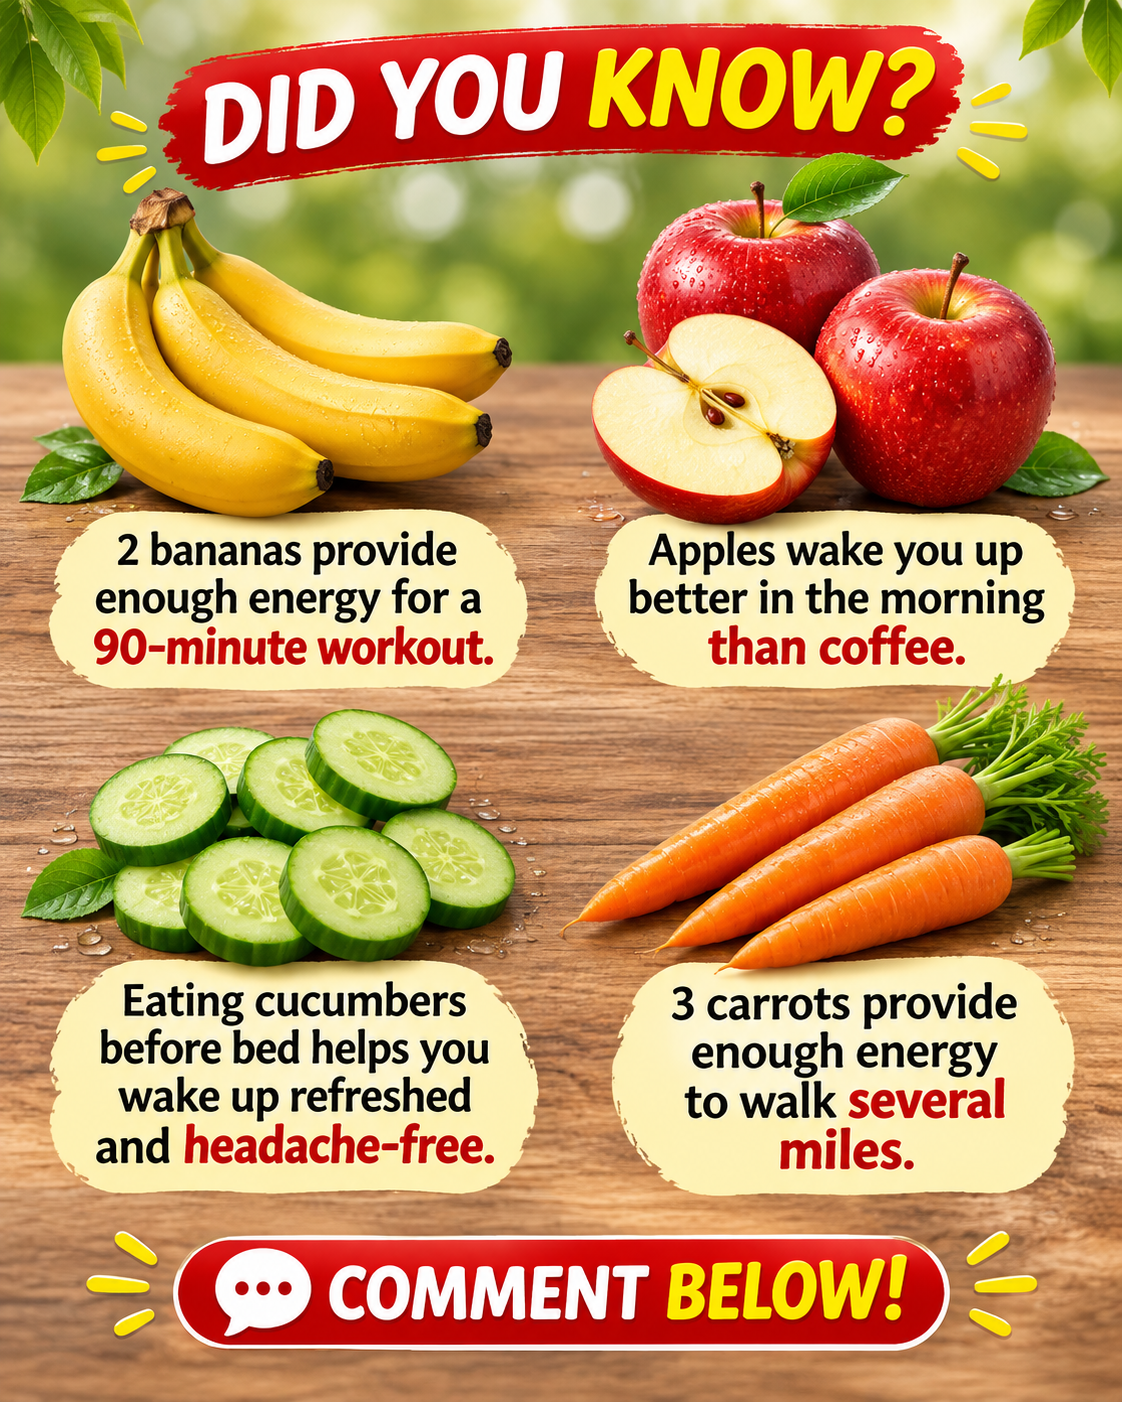 DID YOU KNOW?
2 bananas provide
enough energy for a
90-minute workout.
Apples wake you up
better in the morning
than coffee.
Eating cucumbers
before bed helps you
wake up refreshed
and headache-free.
3 carrots provide
enough energy
to walk several
miles.
COMMENT BELOW!